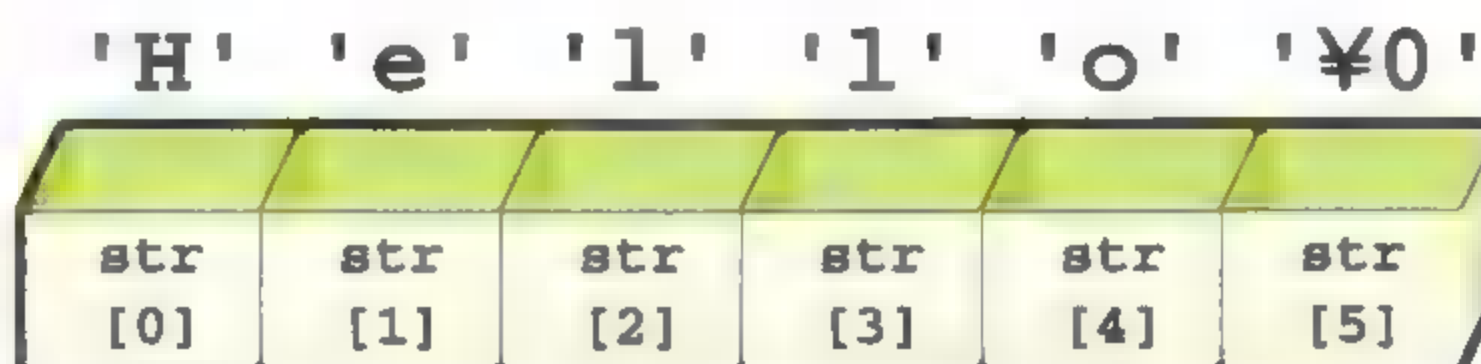 'H' 'e' 'l' 'l' 'o' '¥0'
str str str str str str
[0] [1] [2] [3] [4] [5]